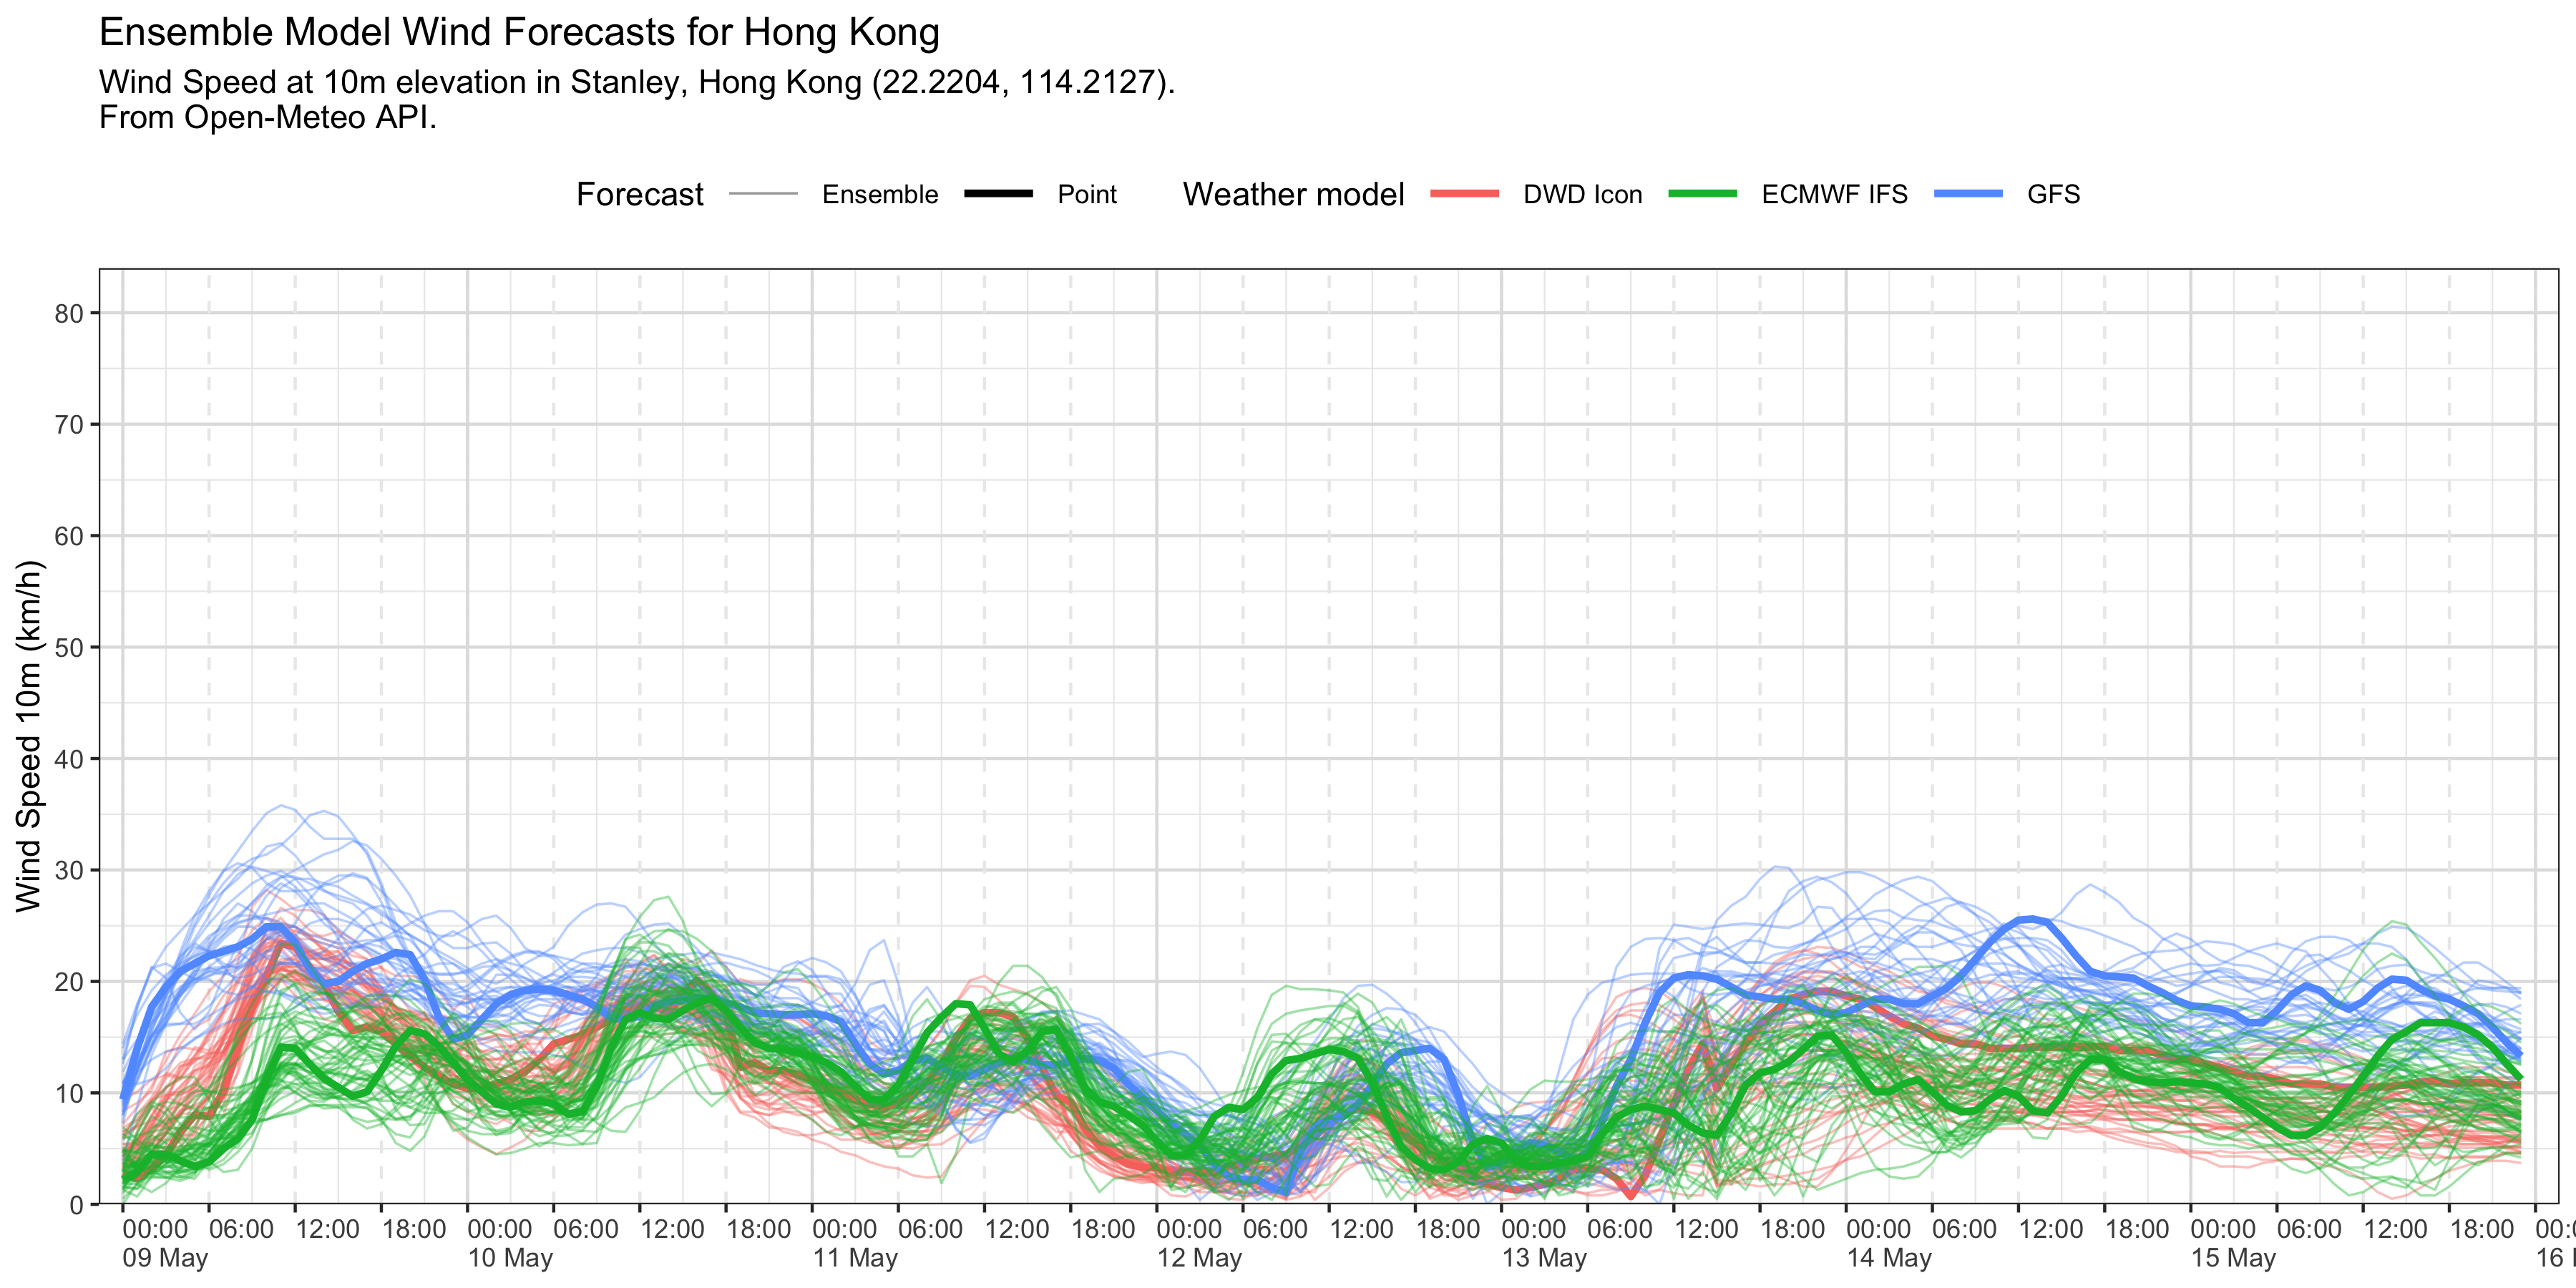 Ensemble Model Wind Forecasts for Hong Kong
Wind Speed at 10m elevation in Stanley, Hong Kong (22.2204, 114.2127).
From Open-Meteo API.
Forecast Ensemble Point Weather model DWD Icon ECMWF IFS GFS
Wind Speed 10m (km/h)
80
70
60
50
40
30
20
10
0
00:00 06:00 12:00 18:00 00:00 06:00 12:00 18:00 00:00 06:00 12:00 18:00 00:00 06:00 12:00 18:00 00:00 06:00 12:00 18:00 00:00 06:00 12:00 18:00 00:00 06:00 12:00 18:00
09 May 10 May 11 May 12 May 13 May 14 May 15 May 16